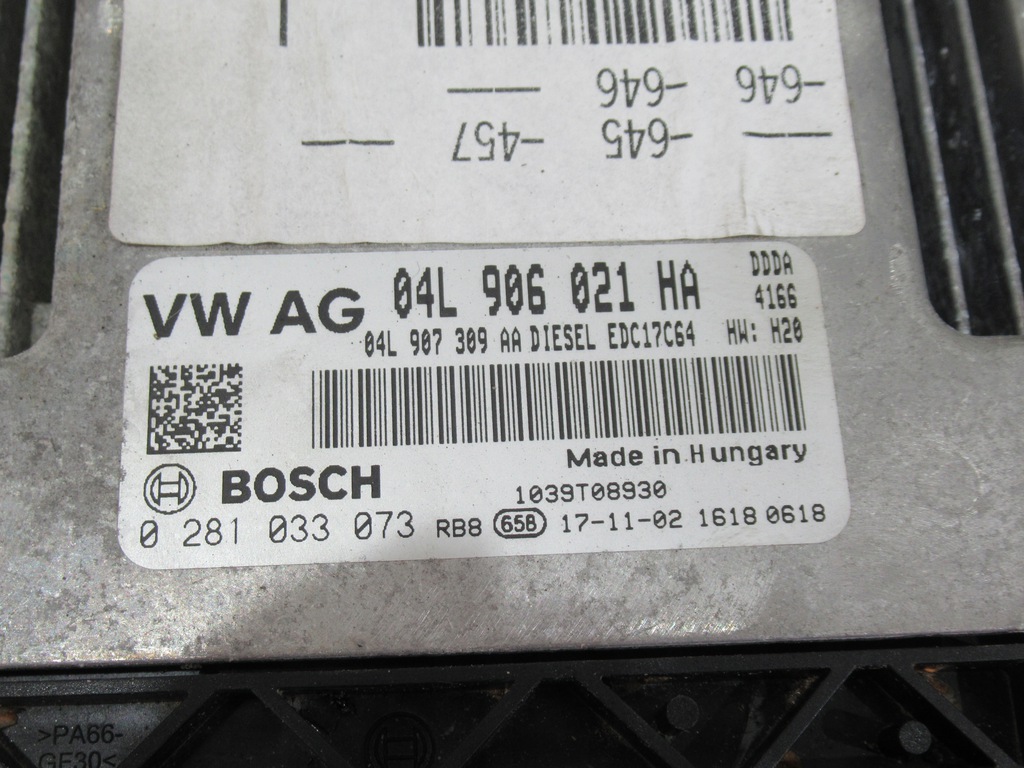 -646 -646 ——
—— -645 -457 ——
VW AG 04L 906 021 HA DDDA
4166
04L 907 309 AA DIESEL EDC17C64 HW: H20
Made in Hungary
BOSCH 1039T08930
0 281 033 073 RB8 658 17-11-02 1618 0618
>PA66-
GF30<